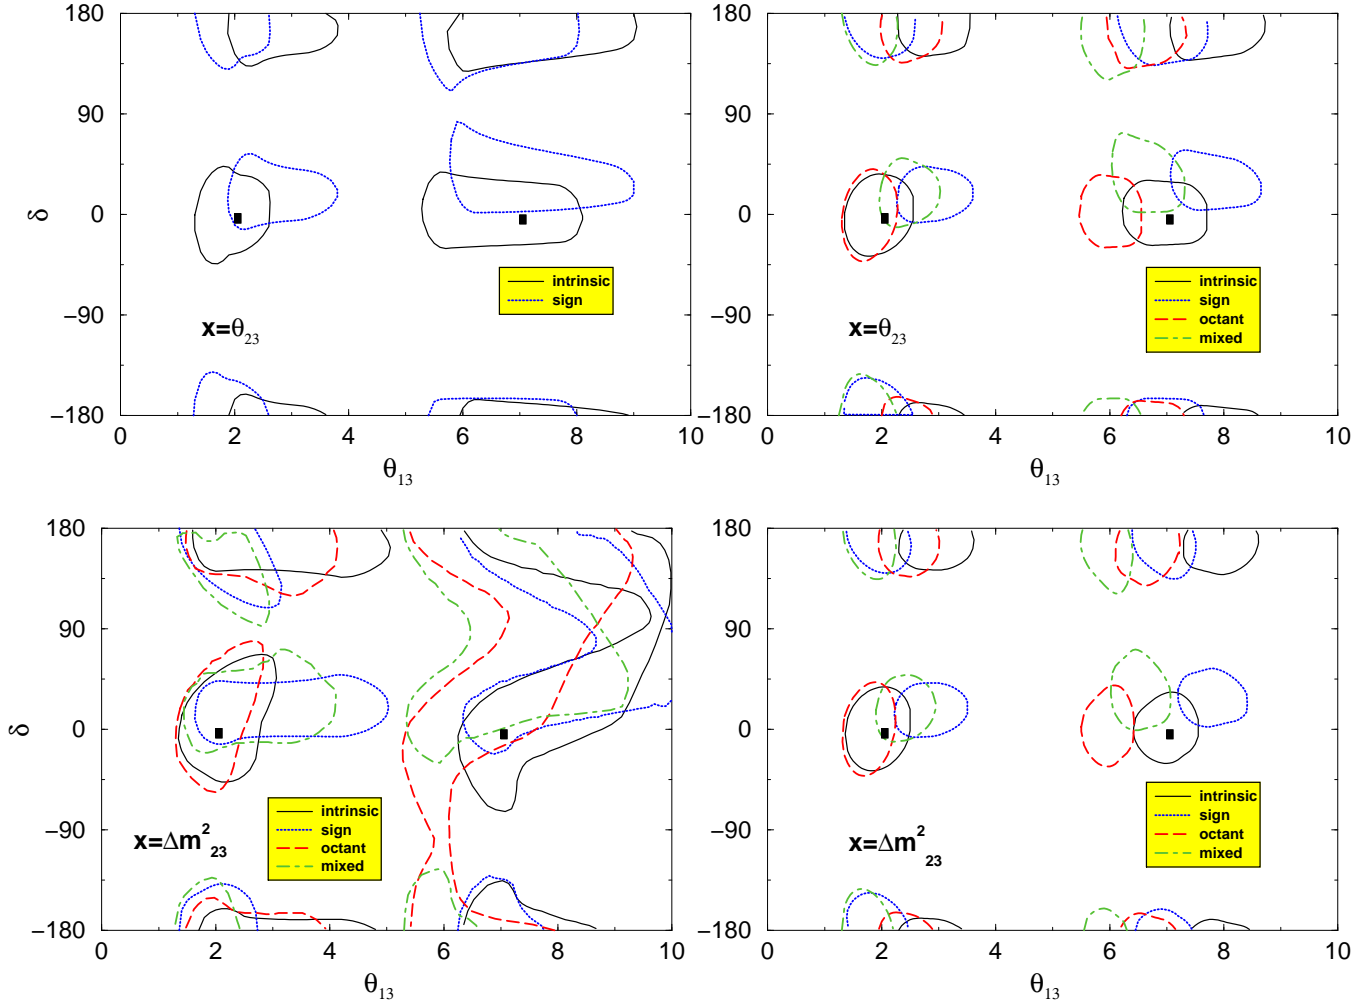 180
90
0
−90
−180
δ
0 2 4 6 8 10
θ13
x=θ23
intrinsic
sign
180
90
0
−90
−180
0 2 4 6 8 10
θ13
x=θ23
intrinsic
sign
octant
mixed
180
90
0
−90
−180
δ
0 2 4 6 8 10
θ13
x=Δm²23
intrinsic
sign
octant
mixed
180
90
0
−90
−180
0 2 4 6 8 10
θ13
x=Δm²23
intrinsic
sign
octant
mixed